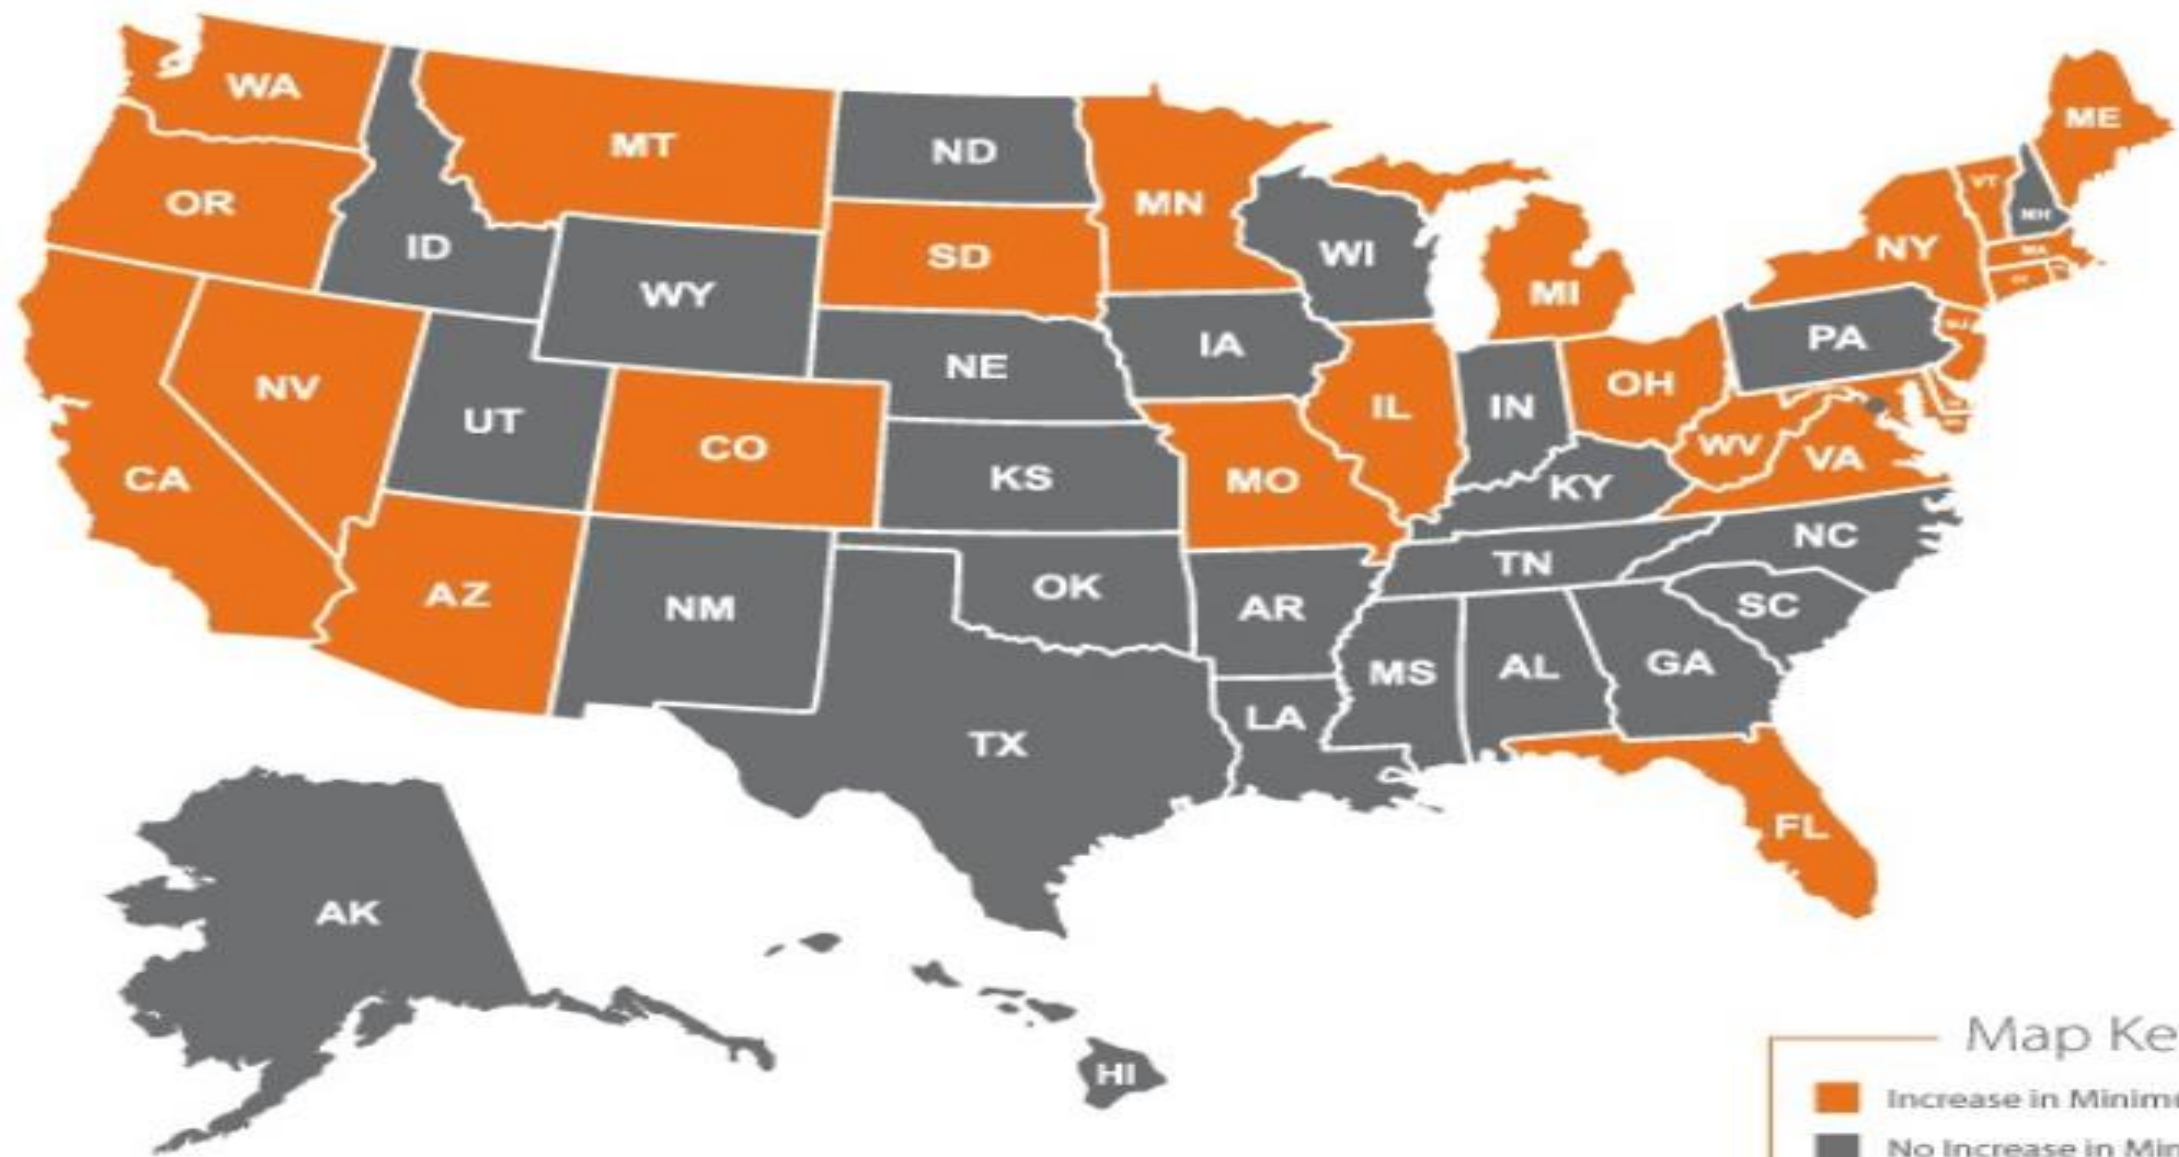 WA
MT
ND
MN
ME
OR
ID
SD
WI
VT
NH
NY
MA
WY
MI
IA
PA
NJ
NV
UT
CO
NE
IL
IN
OH
CA
KS
MO
KY
WV
VA
AZ
NM
OK
AR
TN
NC
SC
TX
LA
MS
AL
GA
FL
AK
HI
Map Ke
Increase in Minim
No Increase in Min